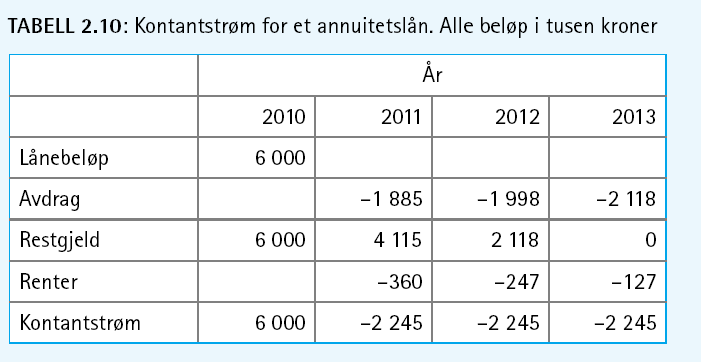 TABELL 2.10: Kontantstrøm for et annuitetslån. Alle beløp i tusen kroner
År
2010 2011 2012 2013
Lånebeløp 6 000
Avdrag –1 885 –1 998 –2 118
Restgjeld 6 000 4 115 2 118 0
Renter –360 –247 –127
Kontantstrøm 6 000 –2 245 –2 245 –2 245